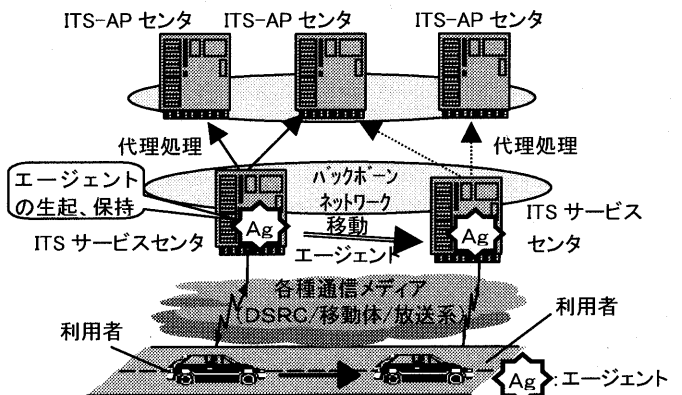 ITS-AP センタ
ITS-AP センタ
ITS-AP センタ
代理処理
代理処理
エージェント
の生起、保持
バックボーン
ネットワーク
移動
エージェント
Ag
Ag
ITS サービスセンタ
ITS サービス
センタ
各種通信メディア
(DSRC/移動体/放送系)
利用者
利用者
Ag:エージェント